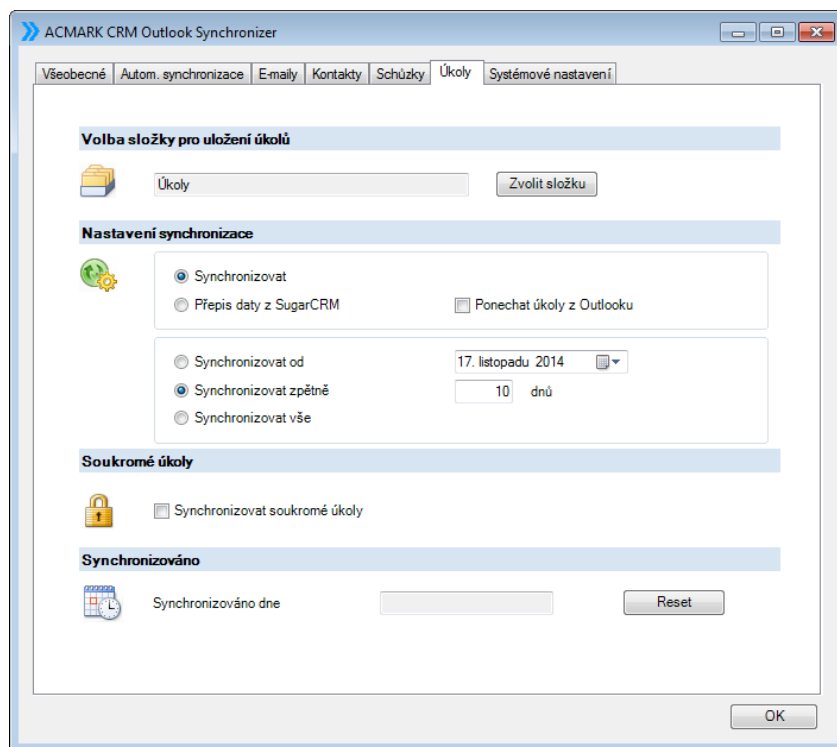 ACMARK CRM Outlook Synchronizer
Všeobecné Autom. synchronizace E-maily Kontakty Schůzky Úkoly Systémové nastavení
Volba složky pro uložení úkolů
Úkoly Zvolit složku
Nastavení synchronizace
Synchronizovat
Přepis daty z SugarCRM Ponechat úkoly z Outlooku
Synchronizovat od 17. listopadu 2014
Synchronizovat zpětně 10 dnů
Synchronizovat vše
Soukromé úkoly
Synchronizovat soukromé úkoly
Synchronizováno
Synchronizováno dne Reset
OK